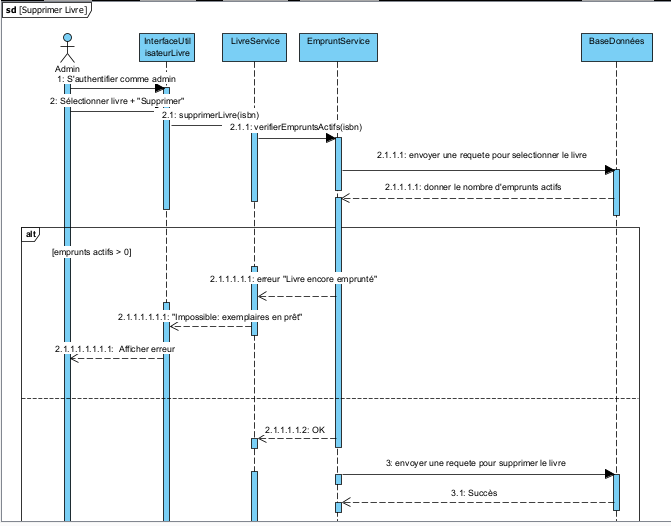 sd [Supprimer Livre]
InterfaceUtil
isateurLivre
LivreService
EmpruntService
BaseDonnées
Admin
1: S'authentifier comme admin
2: Sélectionner livre + "Supprimer"
2.1: supprimerLivre(isbn)
2.1.1: verifierEmpruntsActifs(isbn)
2.1.1.1: envoyer une requete pour selectionner le livre
2.1.1.1.1: donner le nombre d'emprunts actifs
alt
[emprunts actifs > 0]
2.1.1.1.1.1: erreur "Livre encore emprunté"
2.1.1.1.1.1.1: "Impossible: exemplaires en prêt"
2.1.1.1.1.1.1.1: Afficher erreur
2.1.1.1.1.2: OK
3: envoyer une requete pour supprimer le livre
3.1: Succès